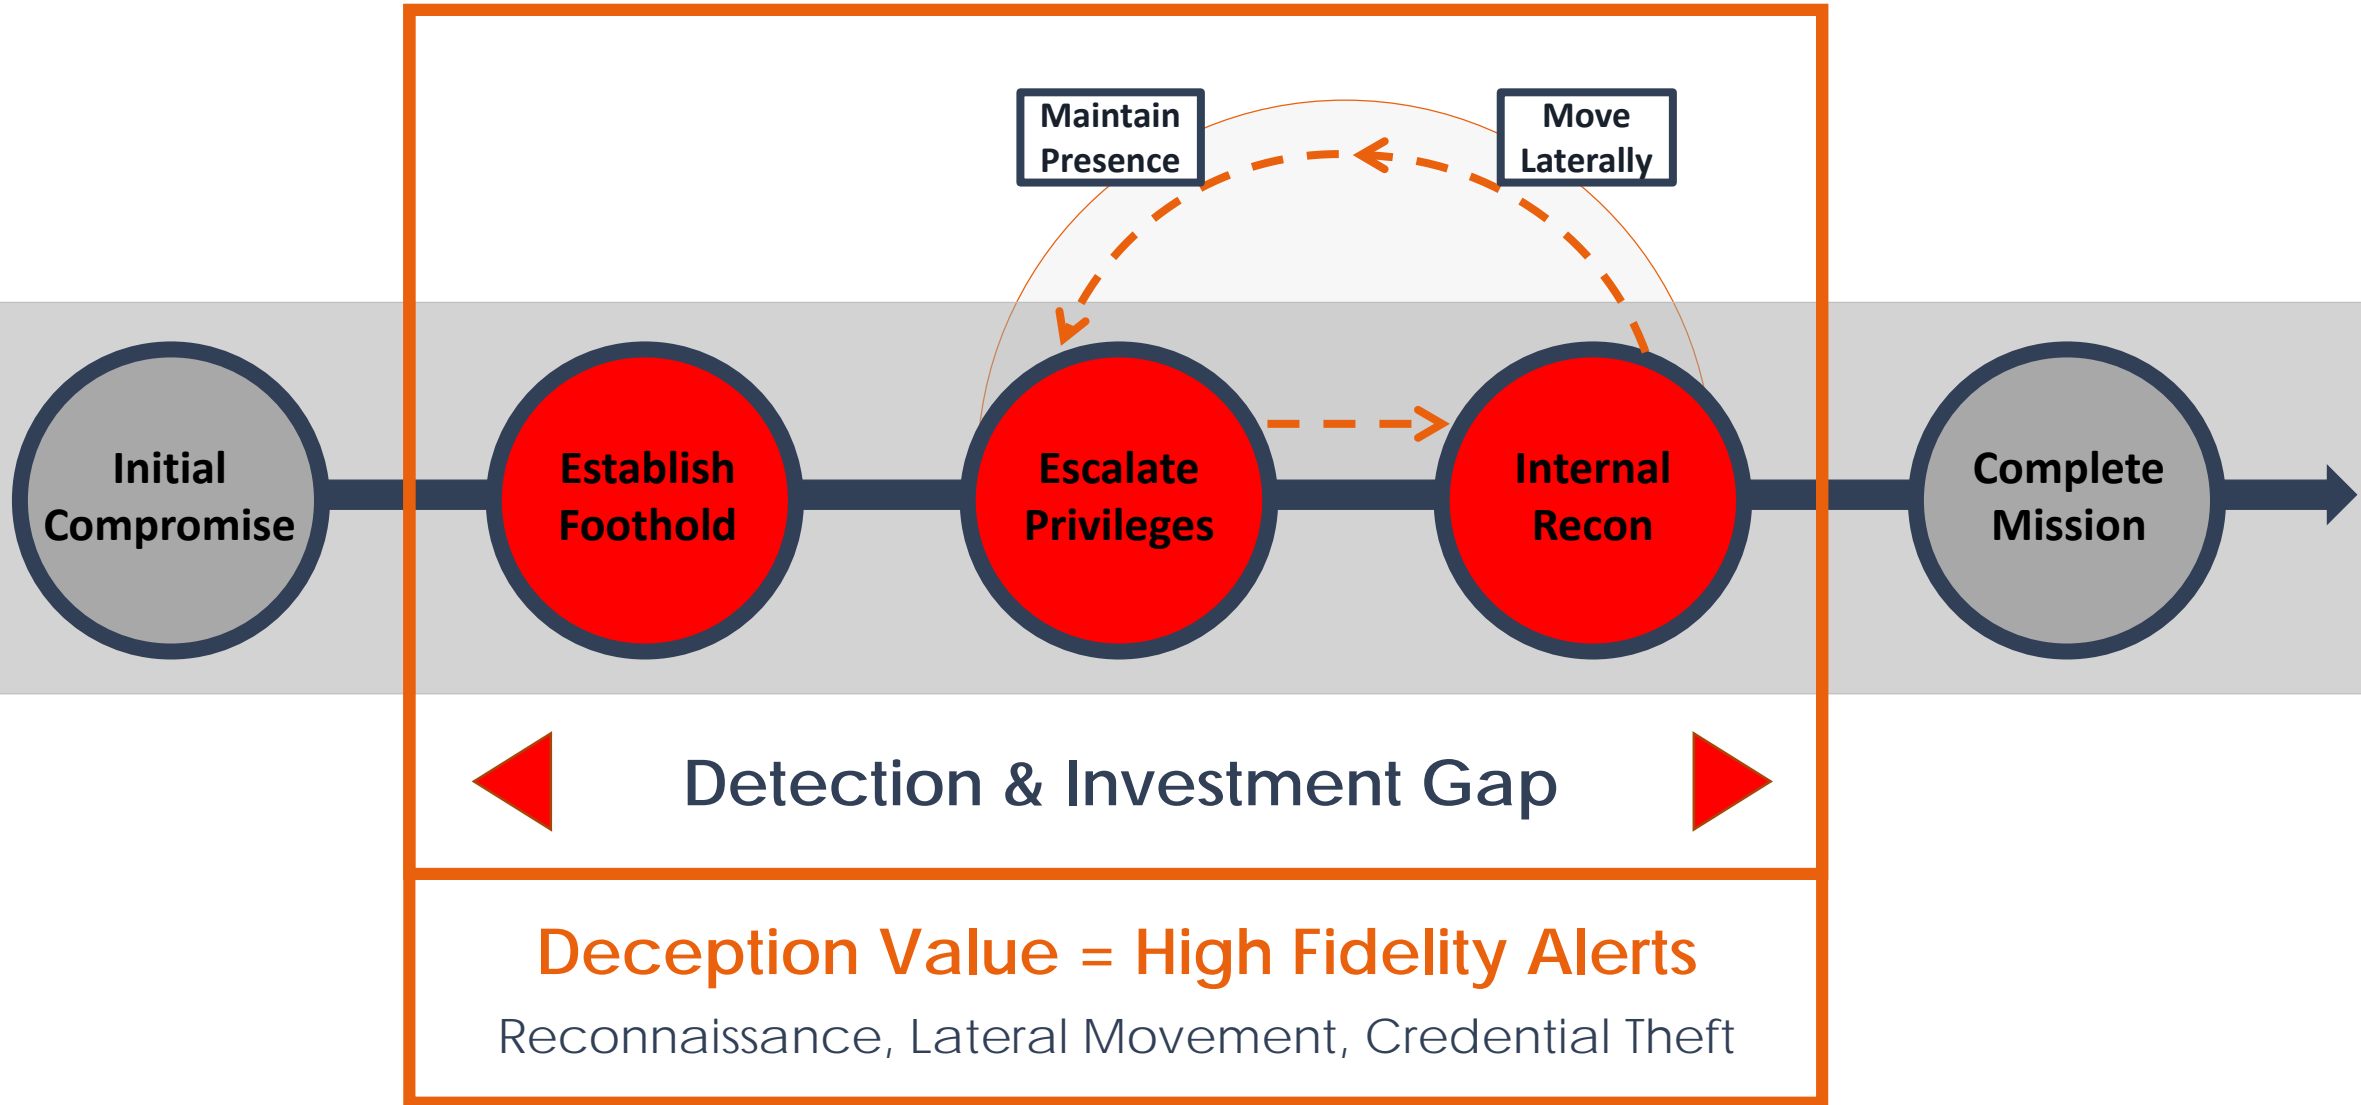 Maintain
Presence
Move
Laterally
Initial
Compromise
Establish
Foothold
Escalate
Privileges
Internal
Recon
Complete
Mission
Detection & Investment Gap
Deception Value = High Fidelity Alerts
Reconnaissance, Lateral Movement, Credential Theft